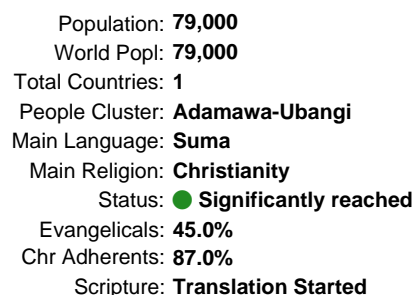 Population: 79,000
World Popl: 79,000
Total Countries: 1
People Cluster: Adamawa-Ubangi
Main Language: Suma
Main Religion: Christianity
Status: Significantly reached
Evangelicals: 45.0%
Chr Adherents: 87.0%
Scripture: Translation Started